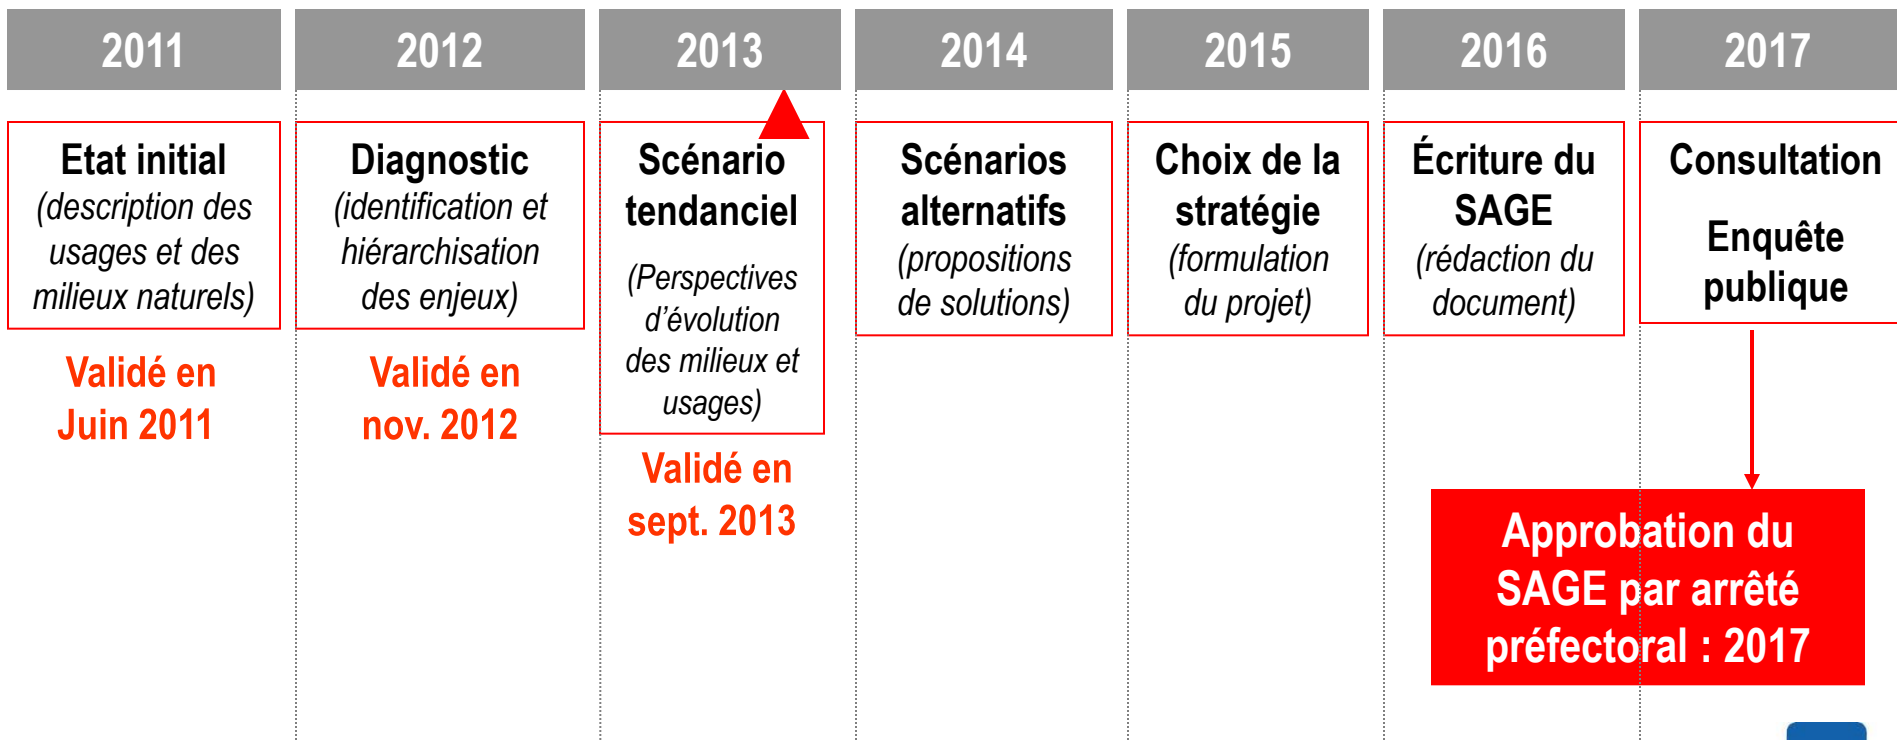 2011
2012
2013
2014
2015
2016
2017
Etat initial
(description des
usages et des
milieux naturels)
Validé en
Juin 2011
Diagnostic
(identification et
hiérarchisation
des enjeux)
Validé en
nov. 2012
Scénario
tendanciel
(Perspectives
d’évolution
des milieux et
usages)
Validé en
sept. 2013
Scénarios
alternatifs
(propositions
de solutions)
Choix de la
stratégie
(formulation
du projet)
Écriture du
SAGE
(rédaction du
document)
Consultation
Enquête
publique
Approbation du
SAGE par arrêté
préfectoral : 2017